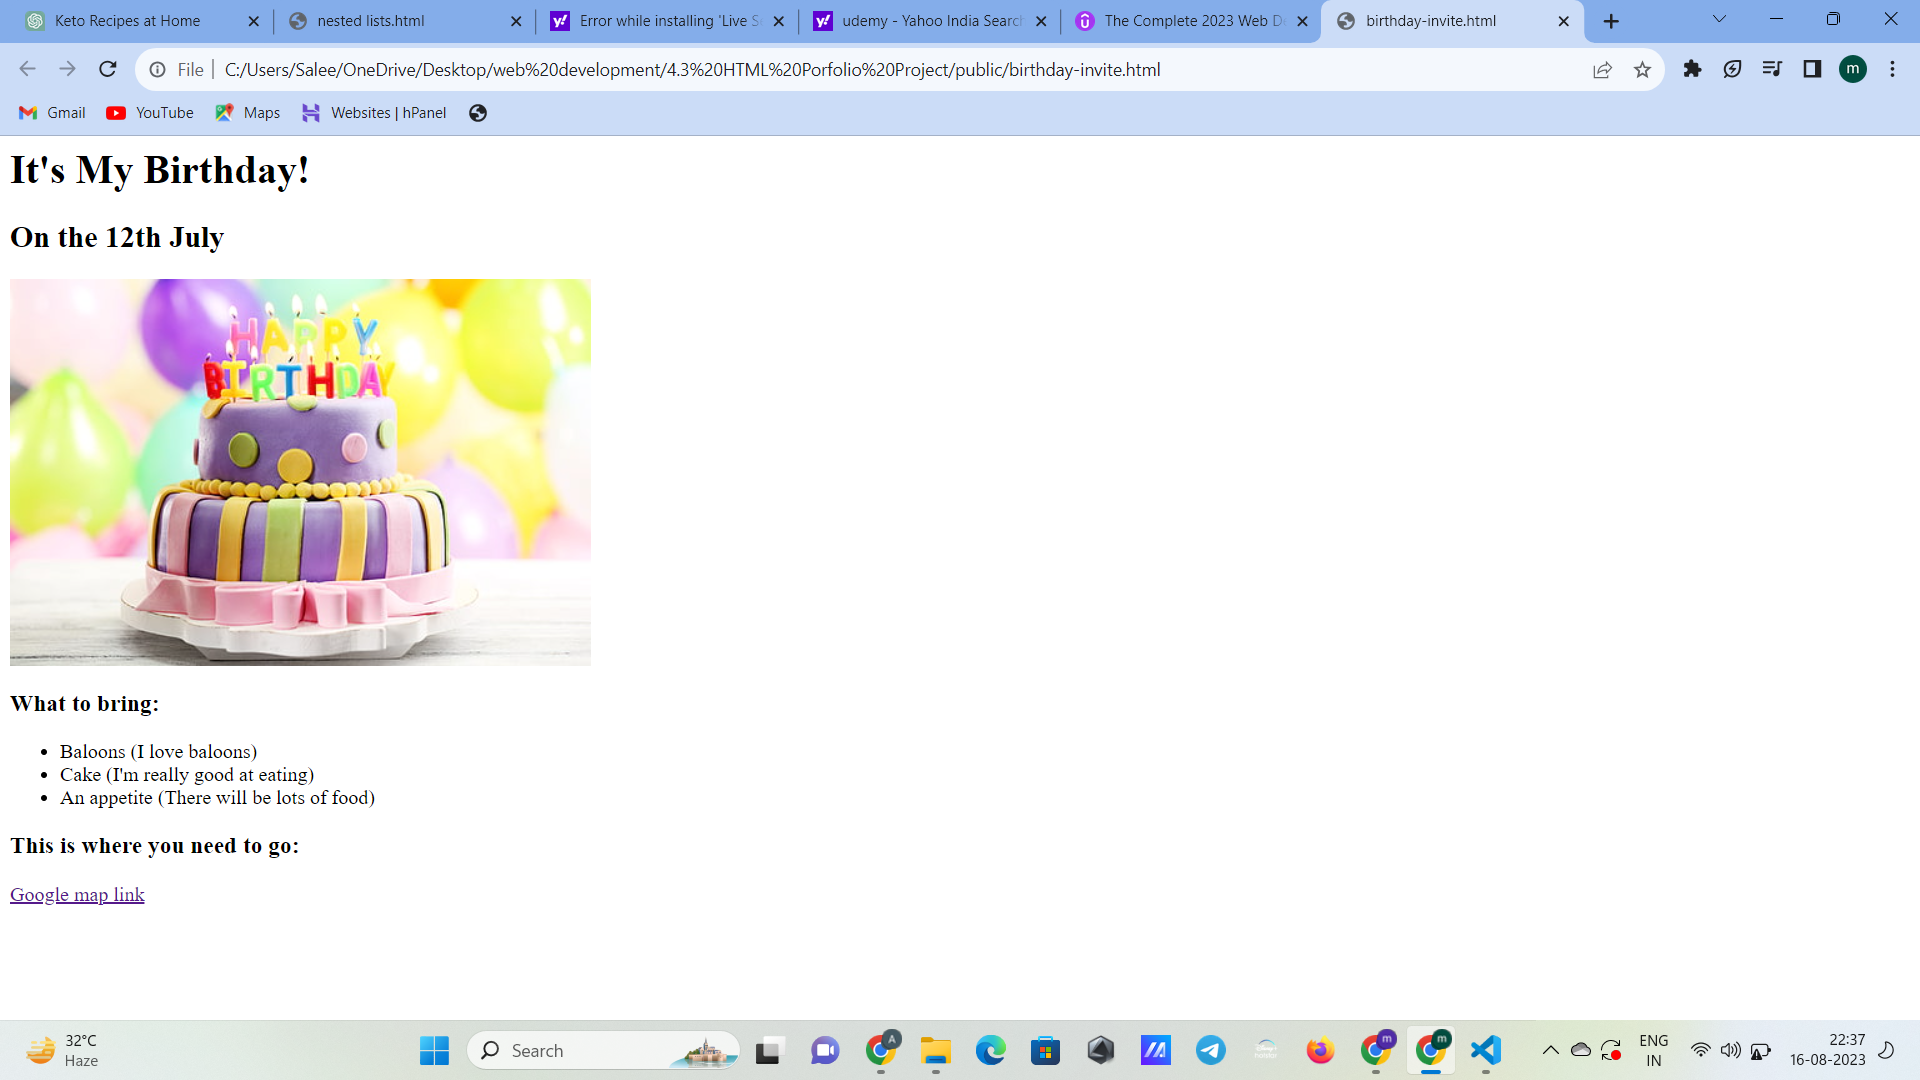 Keto Recipes at Home
nested lists.html
Error while installing 'Live Se
udemy - Yahoo India Search
The Complete 2023 Web De
birthday-invite.html
File
C:/Users/Salee/OneDrive/Desktop/web%20development/4.3%20HTML%20Porfolio%20Project/public/birthday-invite.html
m
Gmail
YouTube
Maps
Websites | hPanel
It's My Birthday!
On the 12th July
HAPPY
BIRTHDAY
What to bring:
Baloons (I love baloons)
Cake (I'm really good at eating)
An appetite (There will be lots of food)
This is where you need to go:
Google map link
32°C
Haze
Search
A
m
m
ENG
IN
22:37
16-08-2023